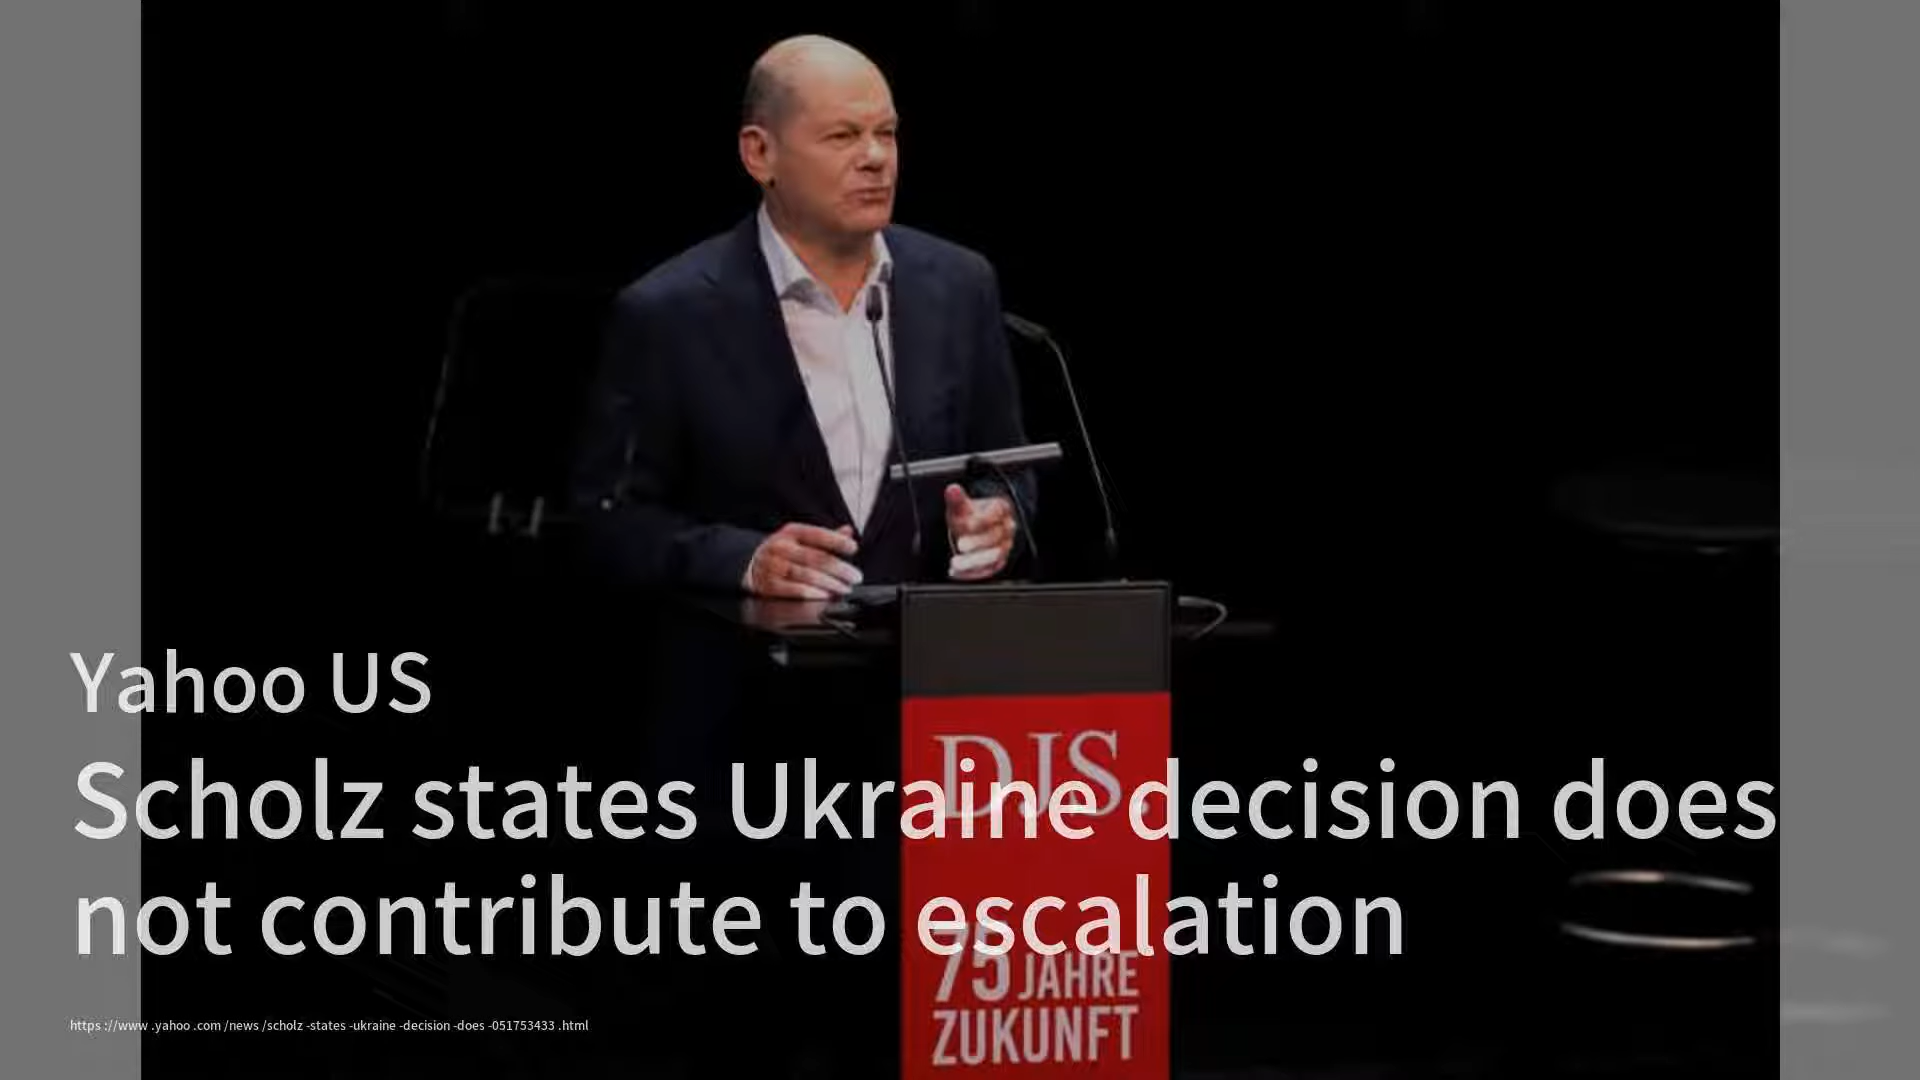 Yahoo US
Scholz states Ukraine decision does
not contribute to escalation
DJS
75 JAHRE
ZUKUNFT
https ://www .yahoo .com /news /scholz -states -ukraine -decision -does -051753433 .html